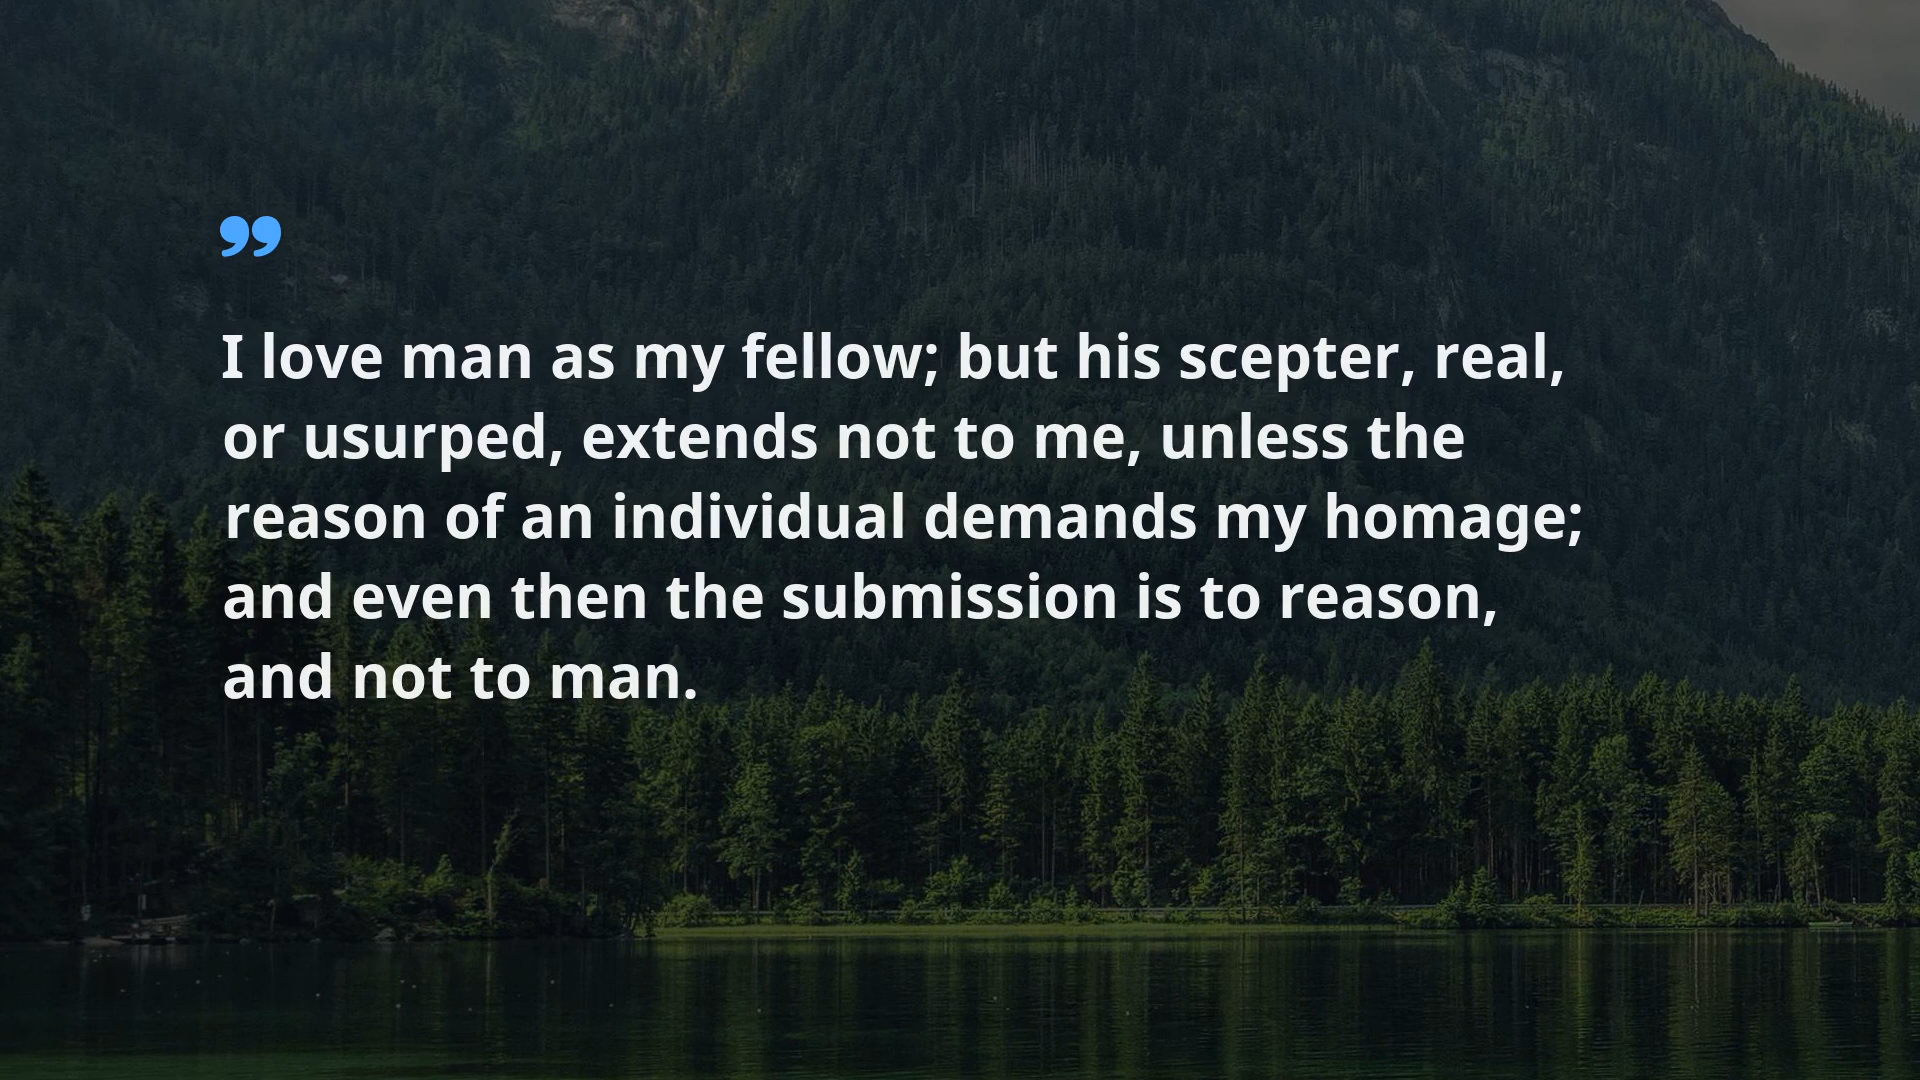 ”
I love man as my fellow; but his scepter, real,
or usurped, extends not to me, unless the
reason of an individual demands my homage;
and even then the submission is to reason,
and not to man.